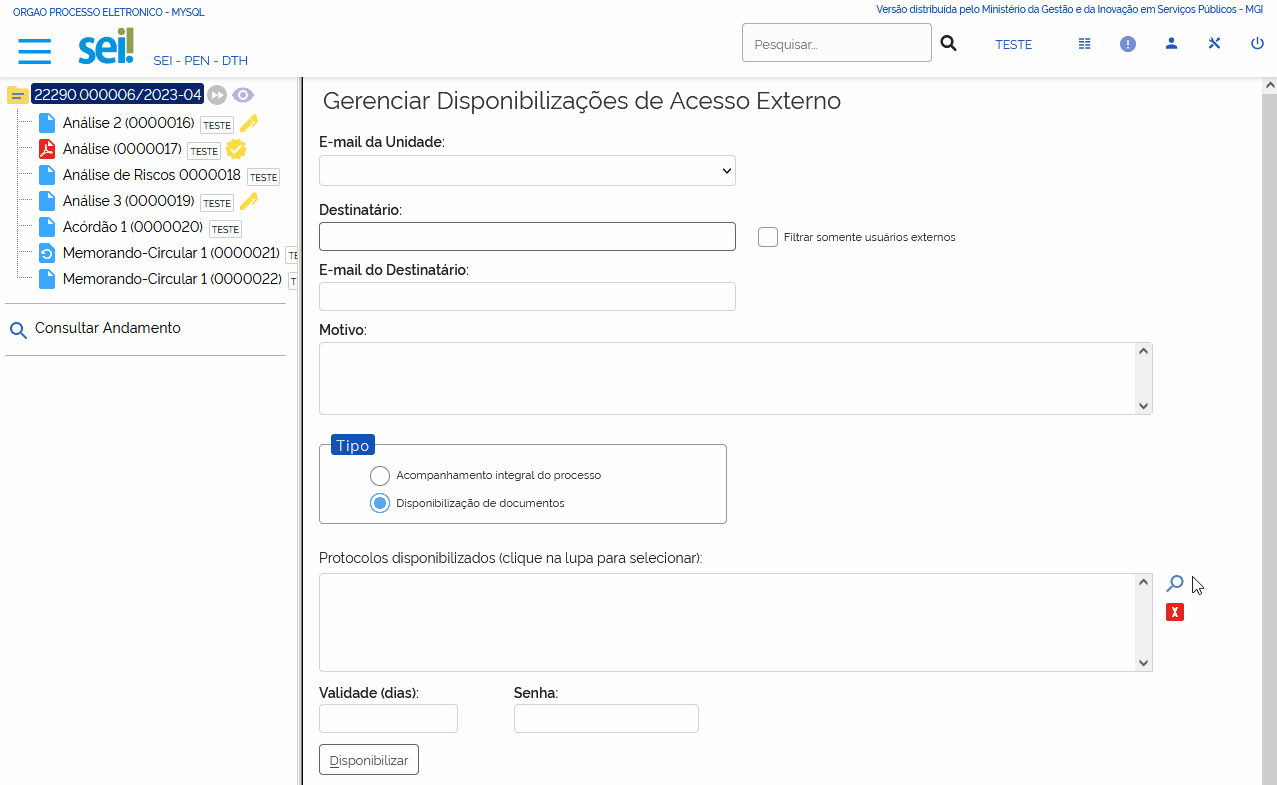 ORGAO PROCESSO ELETRONICO - MYSQL
Versão distribuída pelo Ministério da Gestão e da Inovação em Serviços Públicos - MGI
sei!
SEI - PEN - DTH
Pesquisar...
TESTE
22290.000006/2023-04
Análise 2 (0000016) TESTE
Análise (0000017) TESTE
Análise de Riscos 0000018 TESTE
Análise 3 (0000019) TESTE
Acórdão 1 (0000020) TESTE
Memorando-Circular 1 (0000021) TE
Memorando-Circular 1 (0000022) T
Consultar Andamento
Gerenciar Disponibilizações de Acesso Externo
E-mail da Unidade:
Destinatário:
Filtrar somente usuários externos
E-mail do Destinatário:
Motivo:
Tipo
Acompanhamento integral do processo
Disponibilização de documentos
Protocolos disponibilizados (clique na lupa para selecionar):
Validade (dias):
Senha:
Disponibilizar